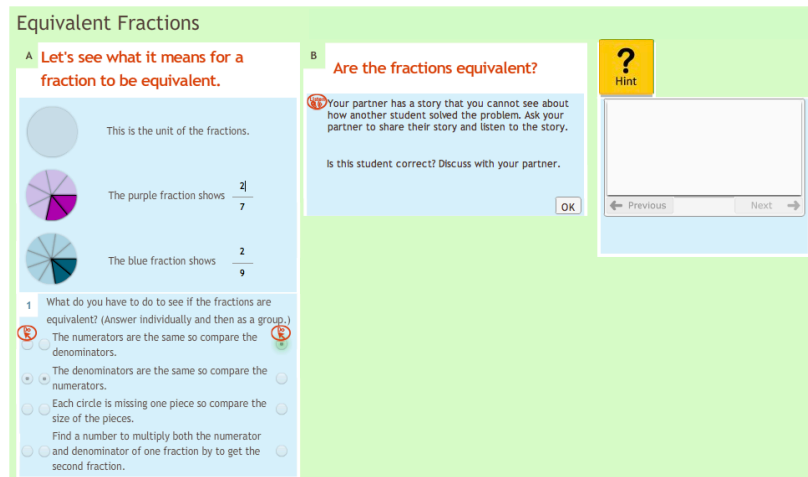 Equivalent Fractions
A
Let's see what it means for a
fraction to be equivalent.
This is the unit of the fractions.
The purple fraction shows
2
7
The blue fraction shows
2
9
1
What do you have to do to see if the fractions are
equivalent? (Answer individually and then as a group.)
The numerators are the same so compare the
denominators.
The denominators are the same so compare the
numerators.
Each circle is missing one piece so compare the
size of the pieces.
Find a number to multiply both the numerator
and denominator of one fraction by to get the
second fraction.
B
Are the fractions equivalent?
Your partner has a story that you cannot see about
how another student solved the problem. Ask your
partner to share their story and listen to the story.
Is this student correct? Discuss with your partner.
OK
?
Hint
Previous
Next